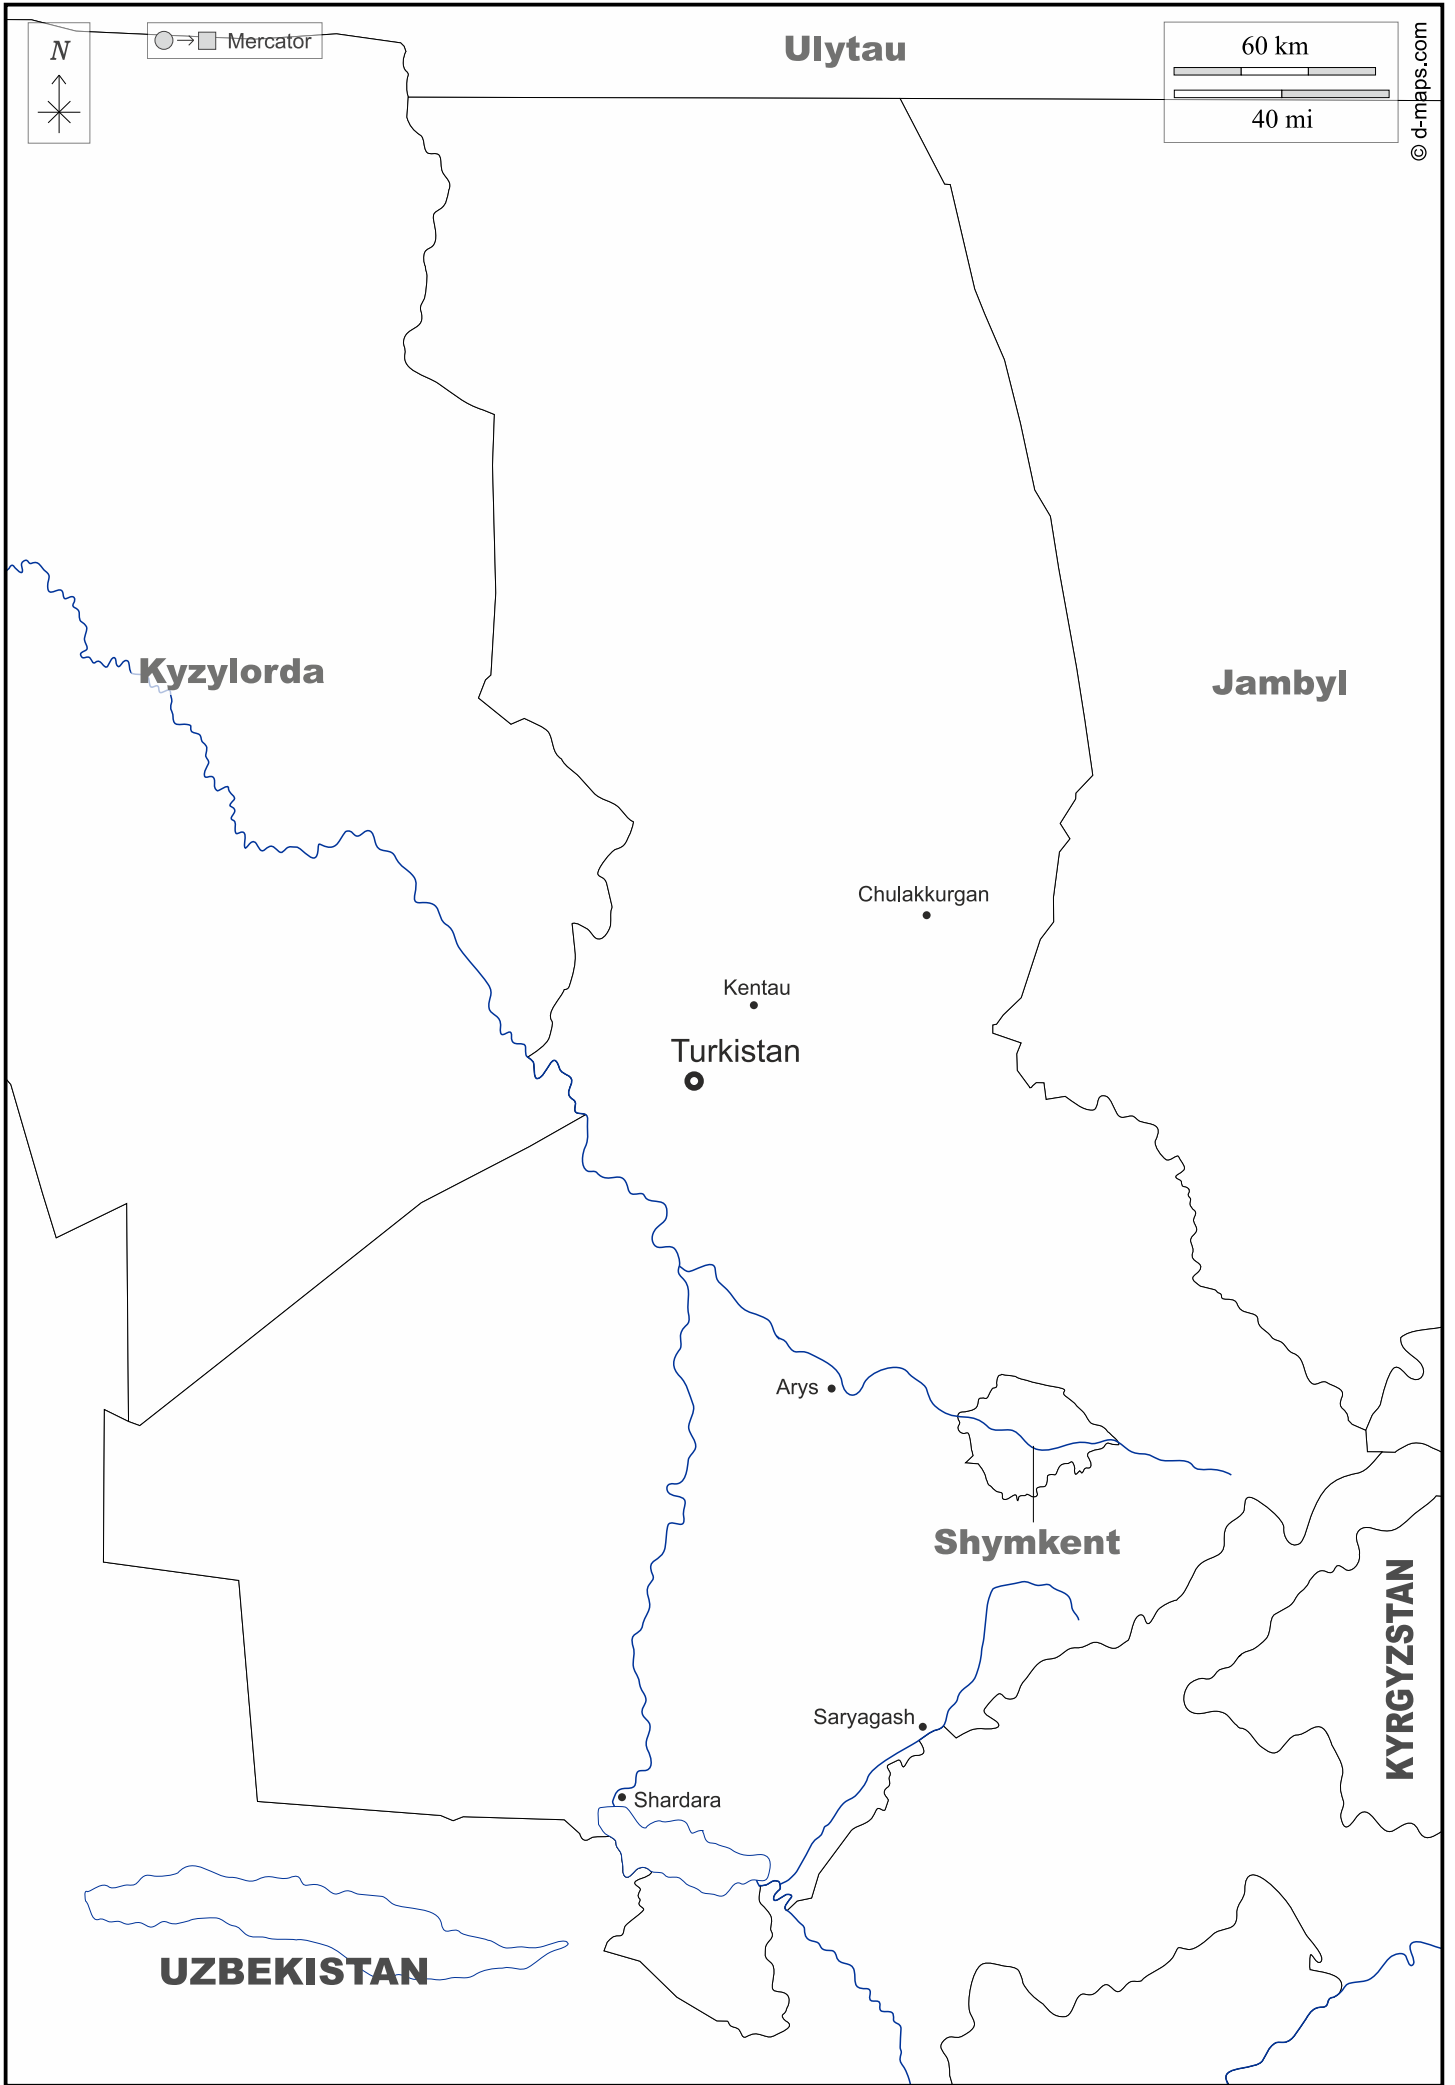 N
Mercator
Ulytau
60 km
40 mi
© d-maps.com
Kyzylorda
Jambyl
Chulakkurgan
Kentau
Turkistan
Arys
Shymkent
KYRGYZSTAN
Saryagash
Shardara
UZBEKISTAN